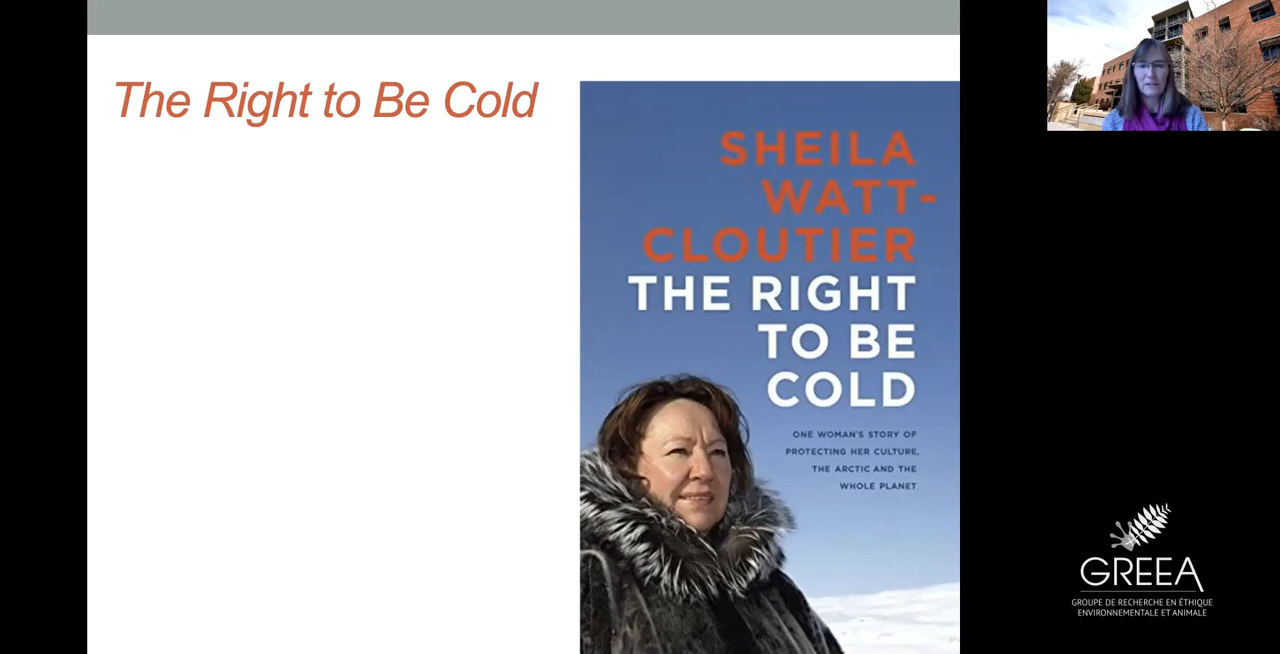 The Right to Be Cold
SHEILA
WATT-
CLOUTIER
THE RIGHT
TO BE
COLD
ONE WOMAN'S STORY OF
PROTECTING HER CULTURE,
THE ARCTIC AND THE
WHOLE PLANET
GREEA
GROUPE DE RECHERCHE EN ÉTHIQUE
ENVIRONNEMENTALE ET ANIMALE